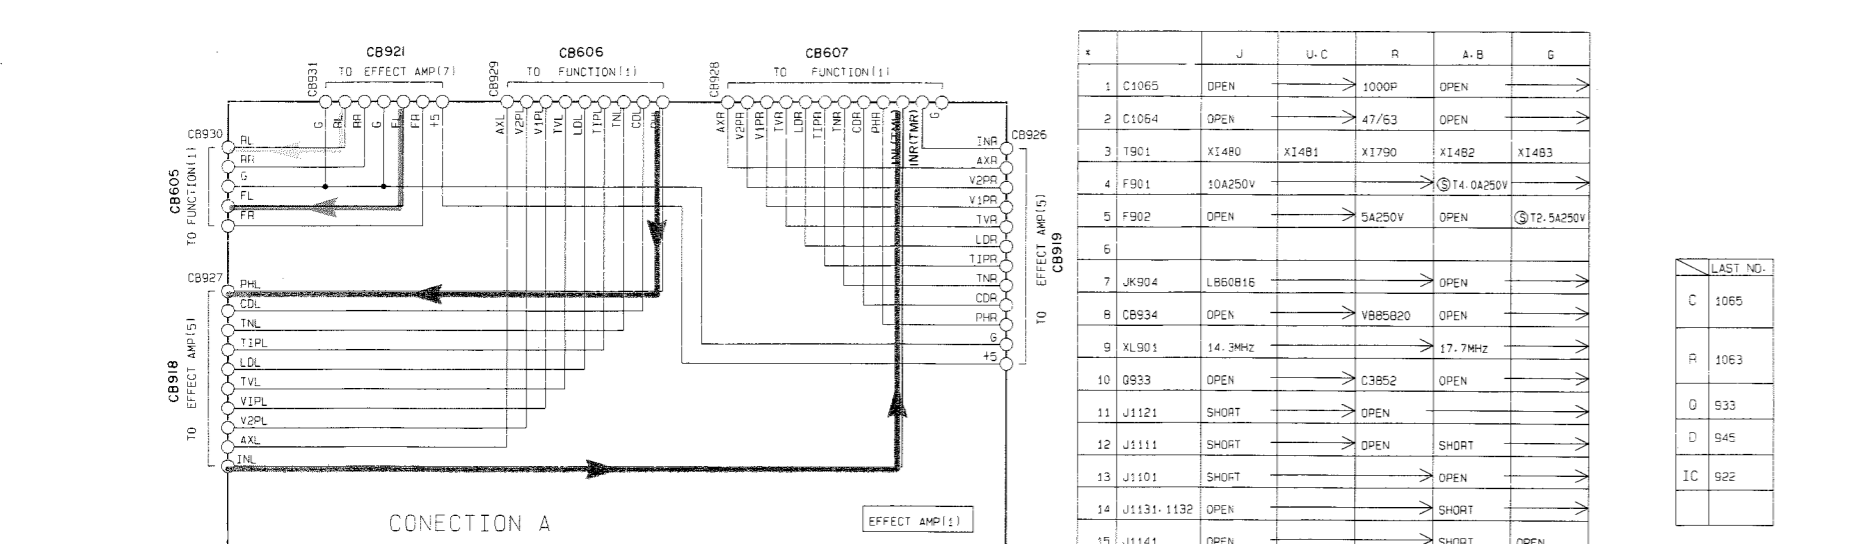 CB921
TO EFFECT AMP(7)
CB931
G
RL
RR
G
FL
FR
+5
CB606
TO FUNCTION(1)
CB929
AXL
V2PL
V1PL
TVL
LDL
TIPL
TNL
CDL
CB607
TO FUNCTION(1)
CB928
AXR
V2PR
V1PR
TVR
LDR
TIPR
TNR
CDR
PHR
INL(TML)
INR(TMR)
G
CB930
RL
RR
G
FL
FR
CB605
TO FUNCTION(1)
CB927
PHL
CDL
TNL
TIPL
LDL
TVL
VIPL
V2PL
AXL
INL
CB918
TO EFFECT AMP(5)
CB926
INR
AXR
V2PR
V1PR
TVR
LDR
TIPR
TNR
CDR
PHR
G
+5
TO EFFECT AMP(5)
CB919
CONECTION A
EFFECT AMP(1)
* J U.C R A.B G
1 C1065 OPEN 1000P OPEN
2 C1064 OPEN 47/63 OPEN
3 T901 XI480 XI481 XI790 XI482 XI483
4 F901 10A250V Ⓢ T4.0A250V
5 F902 OPEN 5A250V OPEN Ⓢ T2.5A250V
6
7 JK904 LB60816 OPEN
8 CB934 OPEN VB85820 OPEN
9 XL901 14.3MHz 17.7MHz
10 Q933 OPEN C3852 OPEN
11 J1121 SHORT OPEN
12 J1111 SHORT OPEN SHORT
13 J1101 SHORT OPEN
14 J1131.1132 OPEN SHORT
15 J1141 OPEN SHORT OPEN
LAST NO.
C 1065
R 1063
Q 933
D 945
IC 922